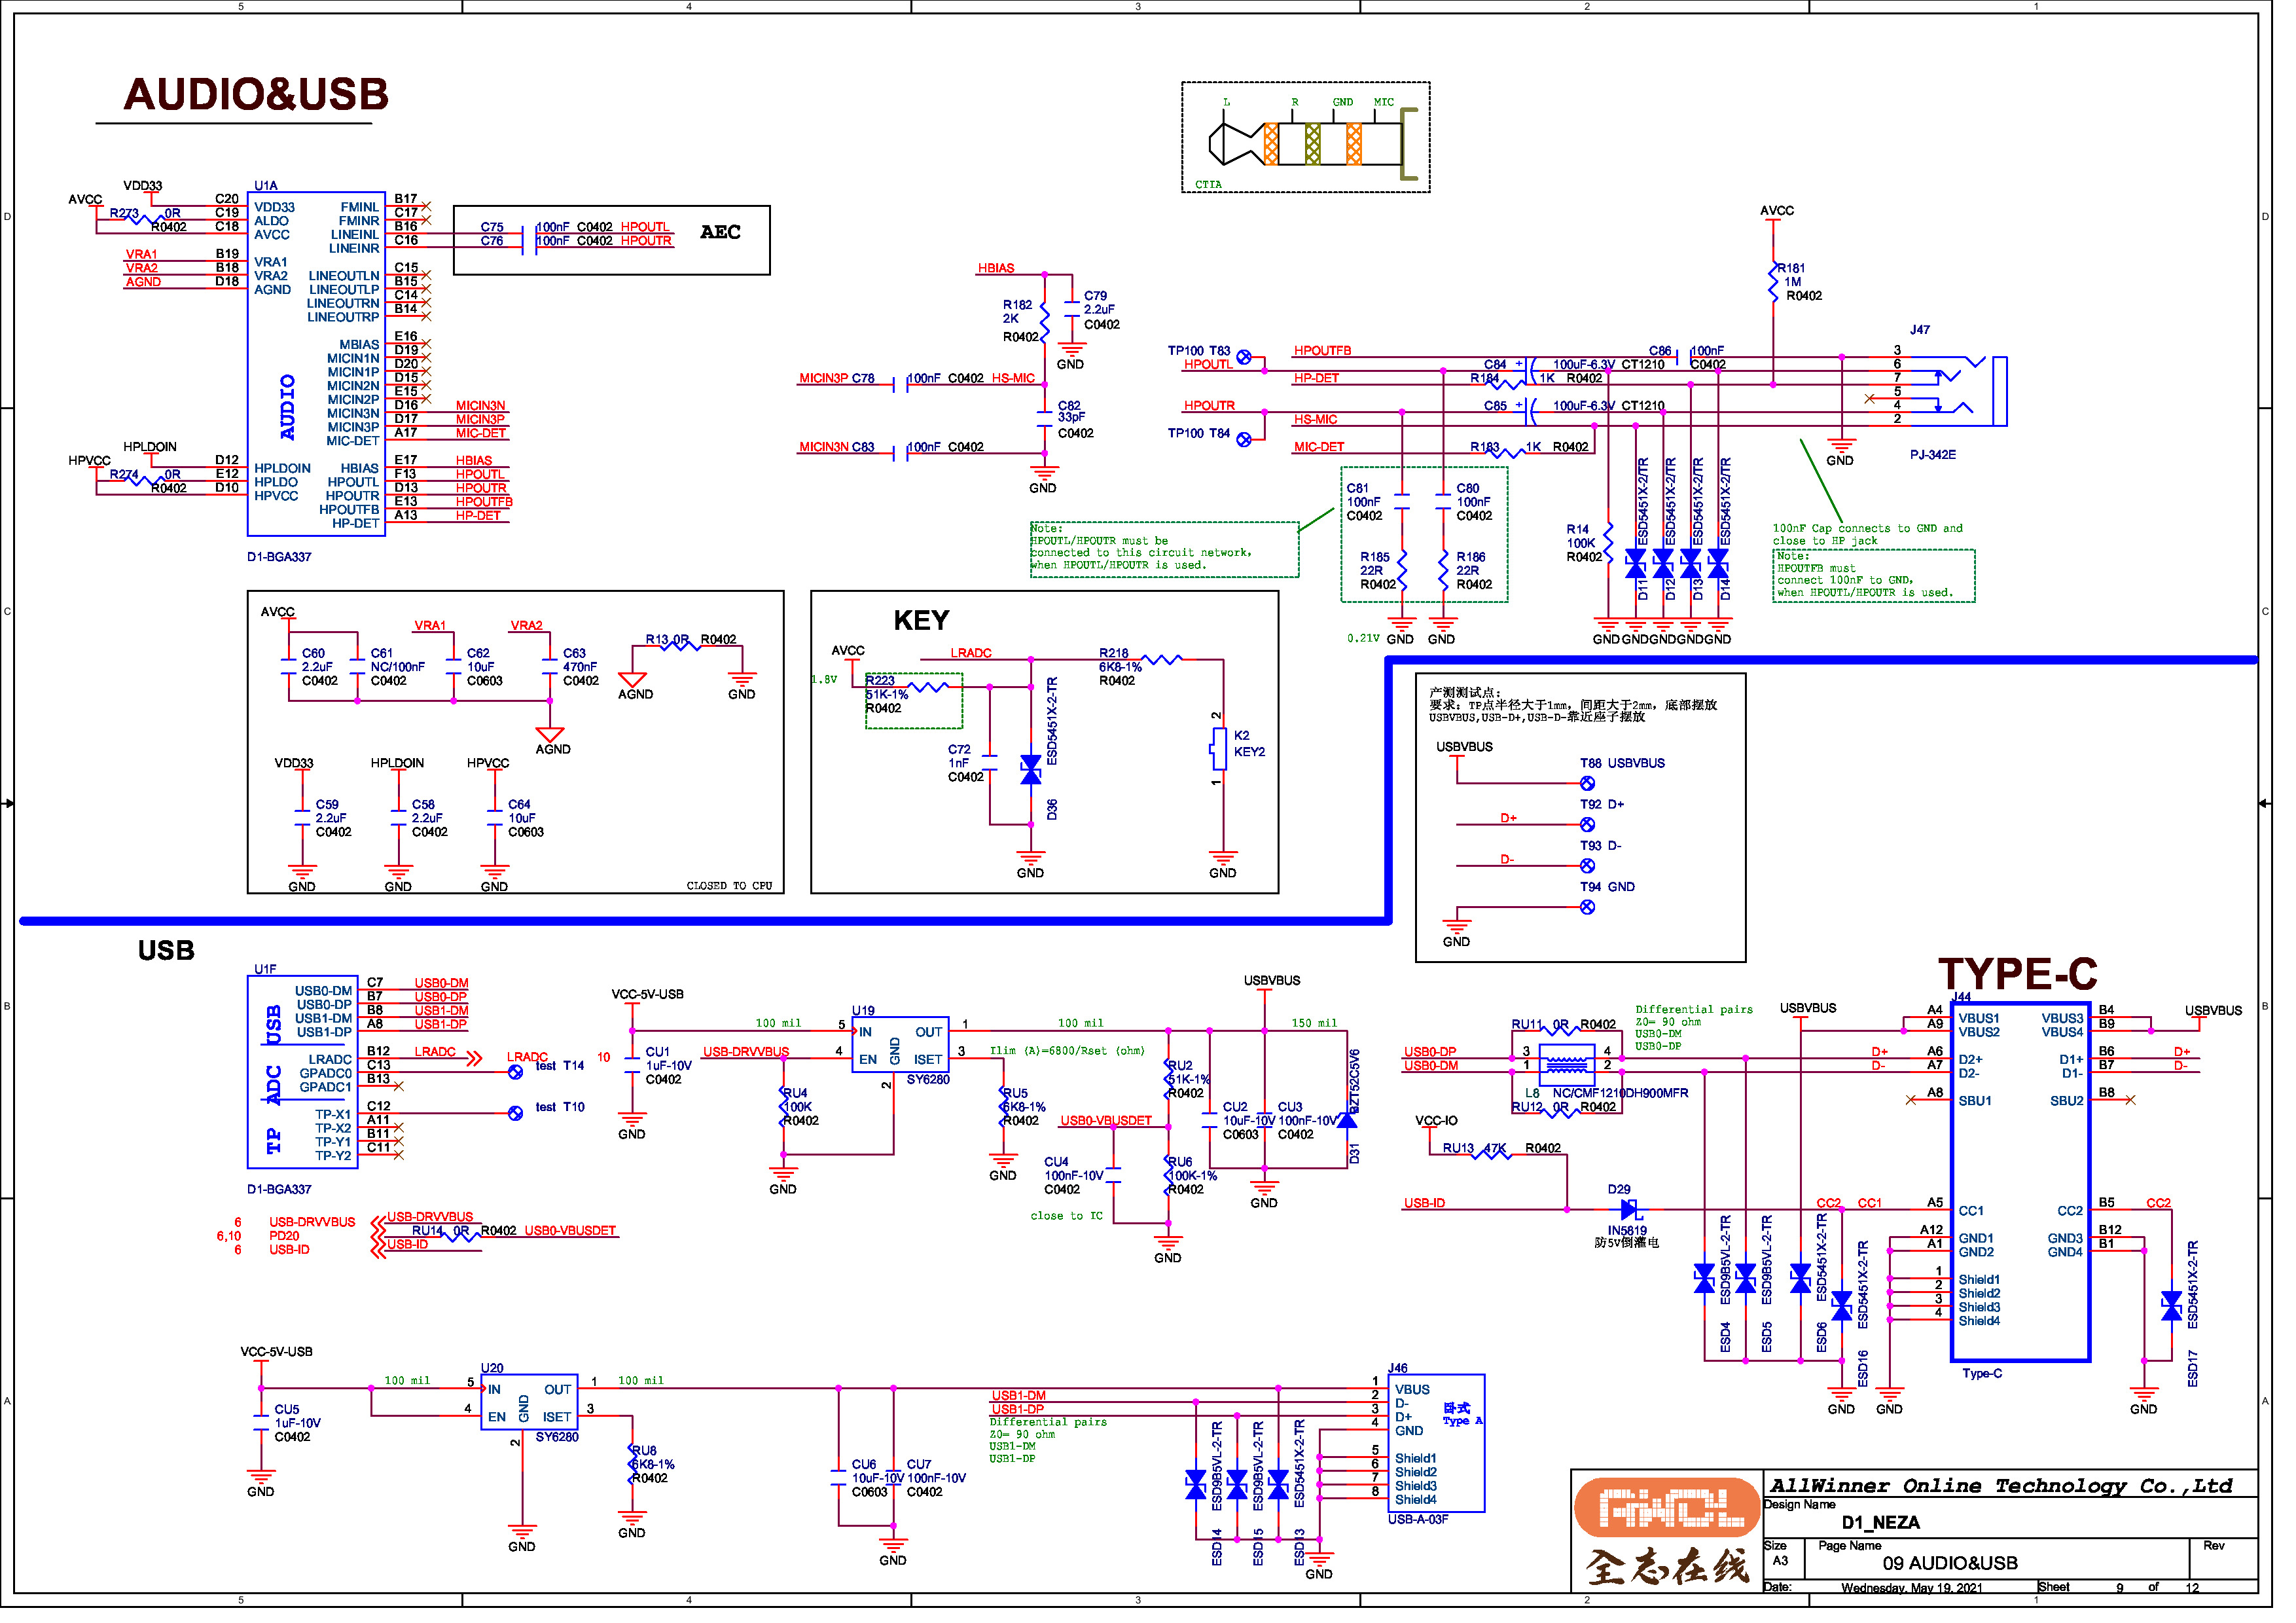 5 4 3 2 1
AUDIO&USB
L R GND MIC
CTIA
U1A
VDD33
AVCC
R273 0R
R0402
C20 VDD33
C19 ALDO
C18 AVCC
VRA1 B19 VRA1
VRA2 B18 VRA2
AGND D18 AGND
AUDIO
HPLDOIN
HPVCC
R274 0R
R0402
D12 HPLDOIN
E12 HPLDO
D10 HPVCC
FMINL B17
FMINR C17
LINEINL B16
LINEINR C16
LINEOUTLN C15
LINEOUTLP B15
LINEOUTRN C14
LINEOUTRP B14
MBIAS E16
MICIN1N D19
MICIN1P D20
MICIN2N D15
MICIN2P E15
MICIN3N D16 MICIN3N
MICIN3P D17 MICIN3P
MIC-DET A17 MIC-DET
HBIAS E17 HBIAS
HPOUTL F13 HPOUTL
HPOUTR D13 HPOUTR
HPOUTFB E13 HPOUTFB
HP-DET A13 HP-DET
D1-BGA337
C75 100nF C0402 HPOUTL
C76 100nF C0402 HPOUTR
AEC
HBIAS
R182
2K
R0402
C79
2.2uF
C0402
GND
MICIN3P C78 100nF C0402 HS-MIC
C82
33pF
C0402
MICIN3N C83 100nF C0402
GND
AVCC
R181
1M
R0402
J47
TP100 T83
HPOUTFB
C86 100nF
C0402
HPOUTL
C84 + 100uF-6.3V CT1210
HP-DET
R184 1K R0402
HPOUTR
C85 + 100uF-6.3V CT1210
HS-MIC
TP100 T84
MIC-DET
R183 1K R0402
3
6
7
5
4
2
GND
PJ-342E
C81
100nF
C0402
C80
100nF
C0402
R185
22R
R0402
R186
22R
R0402
0.21V GND GND
R14
100K
R0402
ESD5451X-2/TR
ESD5451X-2/TR
ESD5451X-2/TR
ESD5451X-2/TR
D11
D12
D13
D14
GND GND GND GND GND
Note:
HPOUTL/HPOUTR must be
connected to this circuit network,
when HPOUTL/HPOUTR is used.
100nF Cap connects to GND and
close to HP jack
Note:
HPOUTFB must
connect 100nF to GND,
when HPOUTL/HPOUTR is used.
AVCC
VRA1 VRA2
C60
2.2uF
C0402
C61
NC/100nF
C0402
C62
10uF
C0603
C63
470nF
C0402
R13 0R R0402
AGND GND
AGND
VDD33 HPLDOIN HPVCC
C59
2.2uF
C0402
C58
2.2uF
C0402
C64
10uF
C0603
GND GND GND
CLOSED TO CPU
KEY
AVCC
1.8V
LRADC
R223
51K-1%
R0402
R218
6K8-1%
R0402
C72
1nF
C0402
ESD5451X-2-TR
D36
2
K2
KEY2
1
GND GND
产测测试点:
要求: TP点半径大于1mm, 间距大于2mm, 底部摆放
USBVBUS,USB-D+,USB-D-靠近座子摆放
USBVBUS
T88 USBVBUS
T92 D+
D+
T93 D-
D-
T94 GND
GND
USB
U1F
USB
ADC
TP
USB0-DM C7 USB0-DM
USB0-DP B7 USB0-DP
USB1-DM B8 USB1-DM
USB1-DP A8 USB1-DP
LRADC B12 LRADC LRADC 10
GPADC0 C13 test T14
GPADC1 B13
TP-X1 C12 test T10
TP-X2 A11
TP-Y1 B11
TP-Y2 C11
D1-BGA337
6 USB-DRVVBUS USB-DRVVBUS
6,10 PD20 RU14 0R R0402 USB0-VBUSDET
6 USB-ID USB-ID
VCC-5V-USB
CU1
1uF-10V
C0402
GND
100 mil
U19
5 IN OUT 1
4 EN ISET 3
GND
2
SY6280
USB-DRVVBUS
RU4
100K
R0402
GND
100 mil
Ilim (A)=6800/Rset (ohm)
RU5
6K8-1%
R0402
GND
USBVBUS
150 mil
RU2
51K-1%
R0402
USB0-VBUSDET
CU4
100nF-10V
C0402
close to IC
RU6
100K-1%
R0402
GND
CU2
10uF-10V
C0603
CU3
100nF-10V
C0402
BZT52C5V6
D31
GND
TYPE-C
J44
Differential pairs
Z0= 90 ohm
USB0-DM
USB0-DP
RU11 0R R0402
USB0-DP
USB0-DM
3 4
1 2
L8 NC/CMF1210DH900MFR
RU12 0R R0402
VCC-IO
RU13 47K R0402
USB-ID
D29
IN5819
防5v倒灌电
USBVBUS USBVBUS
D+ D-
CC2 CC1
A4 VBUS1
A9 VBUS2
A6 D2+
A7 D2-
A8 SBU1
A5 CC1
A12 GND1
A1 GND2
1 Shield1
2 Shield2
3 Shield3
4 Shield4
VBUS3 B4
VBUS4 B9
D1+ B6 D+
D1- B7 D-
SBU2 B8
CC2 B5 CC2
GND3 B12
GND4 B1
Type-C
ESD9B5VL-2-TR
ESD4
ESD9B5VL-2-TR
ESD5
ESD5451X-2-TR
ESD6
ESD5451X-2-TR
ESD16
ESD5451X-2-TR
ESD17
GND GND GND
VCC-5V-USB
CU5
1uF-10V
C0402
GND
100 mil
U20
5 IN OUT 1
4 EN ISET 3
GND
2
SY6280
GND
100 mil
RU8
6K8-1%
R0402
GND
CU6
10uF-10V
C0603
CU7
100nF-10V
C0402
GND
USB1-DM
USB1-DP
Differential pairs
Z0= 90 ohm
USB1-DM
USB1-DP
ESD9B5VL-2-TR
ESD14
ESD9B5VL-2-TR
ESD15
ESD5451X-2-TR
ESD13
GND
J46
1 VBUS
2 D-
3 D+
4 GND
5 Shield1
6 Shield2
7 Shield3
8 Shield4
卧式
Type A
USB-A-03F
全志在线
AllWinner Online Technology Co.,Ltd
Design Name
D1_NEZA
Size
A3
Page Name
09 AUDIO&USB
Rev
Date: Wednesday, May 19, 2021 Sheet 9 of 12
D C B A
D C B A
5 4 3 2 1